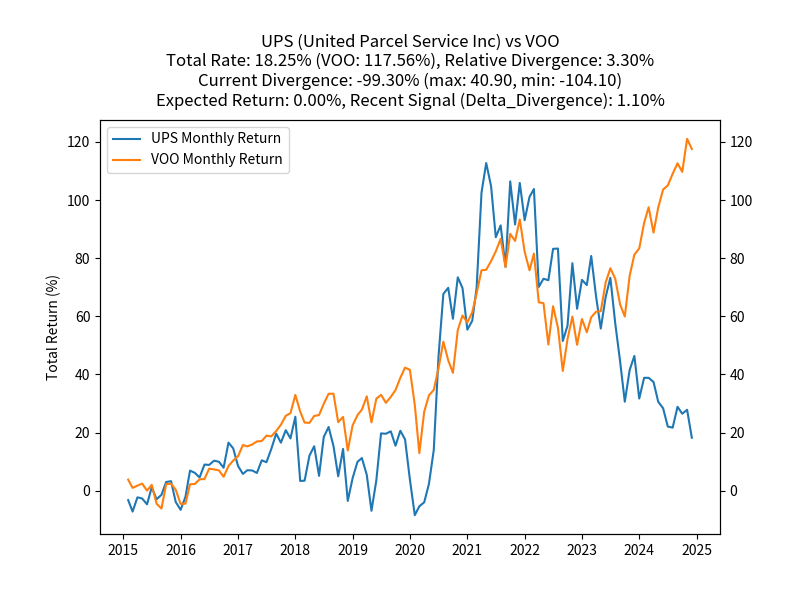 UPS (United Parcel Service Inc) vs VOO
Total Rate: 18.25% (VOO: 117.56%), Relative Divergence: 3.30%
Current Divergence: -99.30% (max: 40.90, min: -104.10)
Expected Return: 0.00%, Recent Signal (Delta_Divergence): 1.10%
UPS Monthly Return
VOO Monthly Return
Total Return (%)
120
100
80
60
40
20
0
120
100
80
60
40
20
0
2015 2016 2017 2018 2019 2020 2021 2022 2023 2024 2025